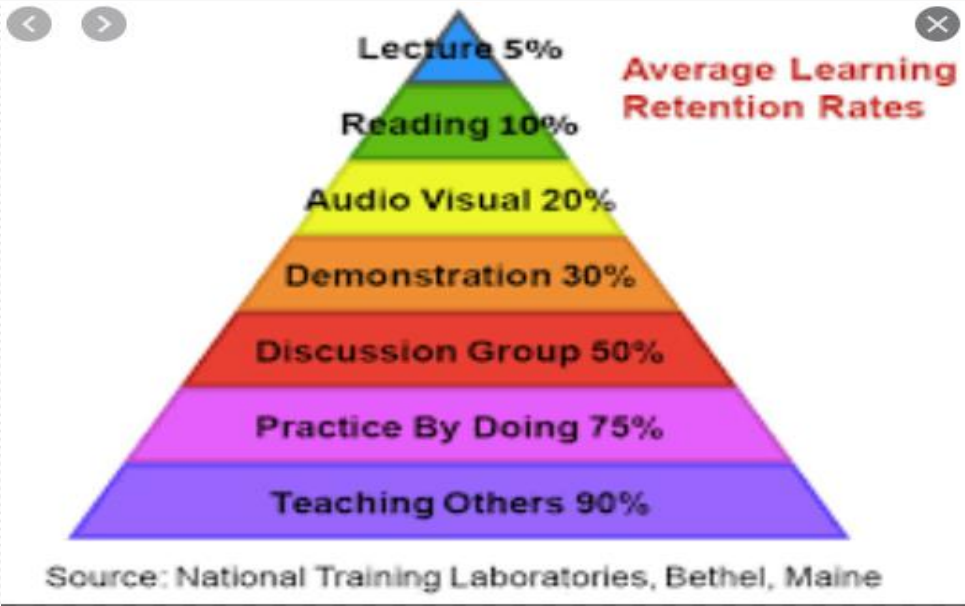 Lecture 5%
Average Learning
Retention Rates
Reading 10%
Audio Visual 20%
Demonstration 30%
Discussion Group 50%
Practice By Doing 75%
Teaching Others 90%
Source: National Training Laboratories, Bethel, Maine